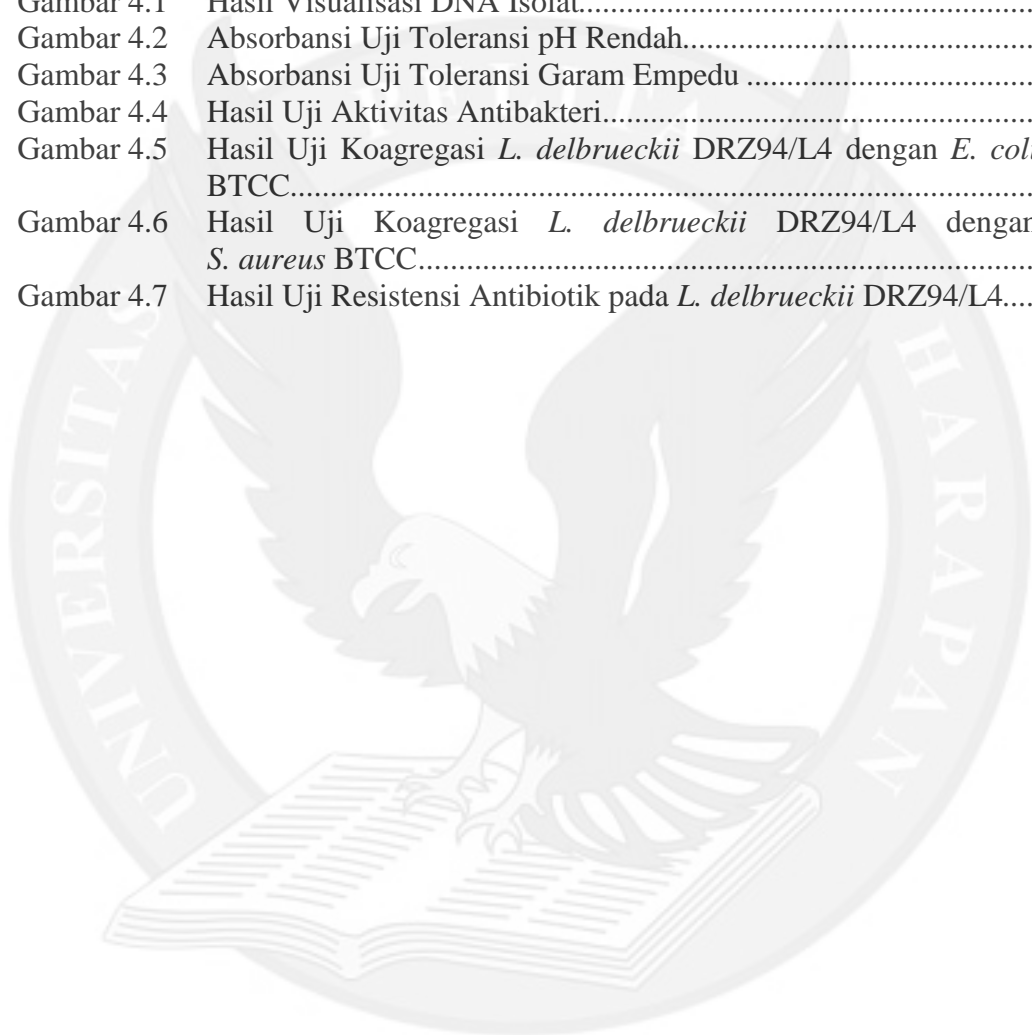 Gambar 4.1 Hasil Visualisasi DNA Isolat........................................................
Gambar 4.2 Absorbansi Uji Toleransi pH Rendah............................................
Gambar 4.3 Absorbansi Uji Toleransi Garam Empedu ...................................
Gambar 4.4 Hasil Uji Aktivitas Antibakteri.....................................................
Gambar 4.5 Hasil Uji Koagregasi L. delbrueckii DRZ94/L4 dengan E. coli
BTCC..............................................................................................
Gambar 4.6 Hasil Uji Koagregasi L. delbrueckii DRZ94/L4 dengan
S. aureus BTCC..............................................................................
Gambar 4.7 Hasil Uji Resistensi Antibiotik pada L. delbrueckii DRZ94/L4....
UNIVERSITAS PELITA HARAPAN